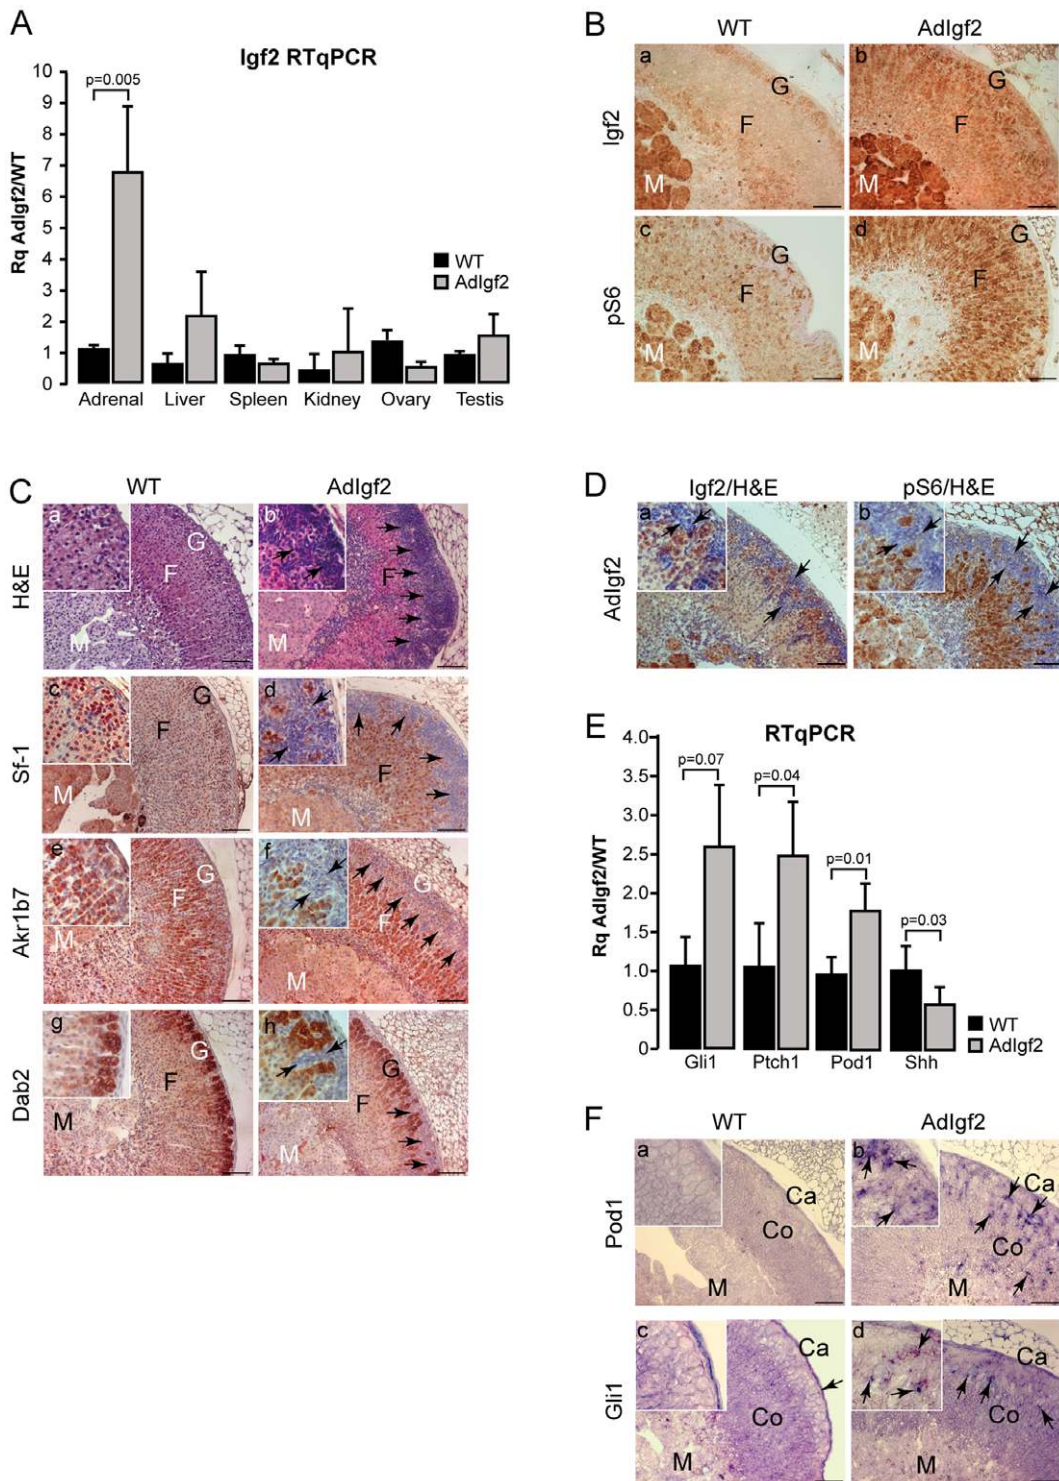 A
Igf2 RTqPCR
p=0.005
10
9
8
7
6
5
4
3
2
1
0
Rq AdIgf2/WT
WT
AdIgf2
Adrenal Liver Spleen Kidney Ovary Testis
B
WT AdIgf2
Igf2
a G F M
b G F M
pS6
c G F M
d G F M
C
WT AdIgf2
H&E
a G F M
b F M
Sf-1
c G F M
d F M
Akr1b7
e G F M
f G F M
Dab2
g G F M
h G F M
D
Igf2/H&E pS6/H&E
AdIgf2
a b
E
RTqPCR
4.0
3.5
3.0
2.5
2.0
1.5
1.0
0.5
0
Rq AdIgf2/WT
p=0.07
p=0.04
p=0.01
p=0.03
WT
AdIgf2
Gli1 Ptch1 Pod1 Shh
F
WT AdIgf2
Pod1
a Ca Co M
b Ca Co M
Gli1
c Ca Co M
d Ca Co M